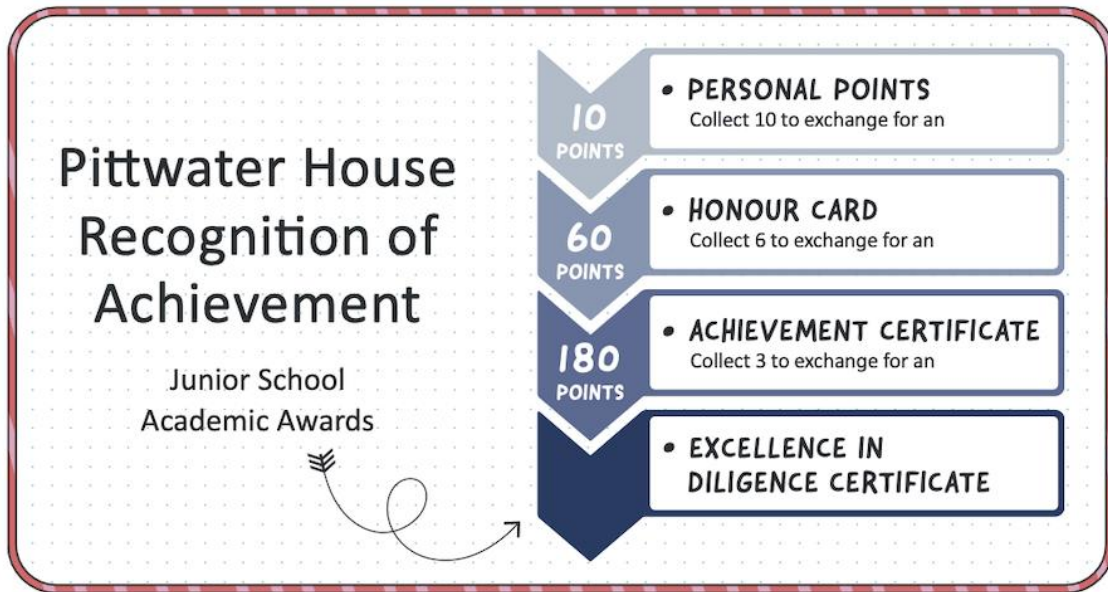 Pittwater House
Recognition of
Achievement
Junior School
Academic Awards
10
POINTS
• PERSONAL POINTS
Collect 10 to exchange for an
60
POINTS
• HONOUR CARD
Collect 6 to exchange for an
180
POINTS
• ACHIEVEMENT CERTIFICATE
Collect 3 to exchange for an
• EXCELLENCE IN
DILIGENCE CERTIFICATE